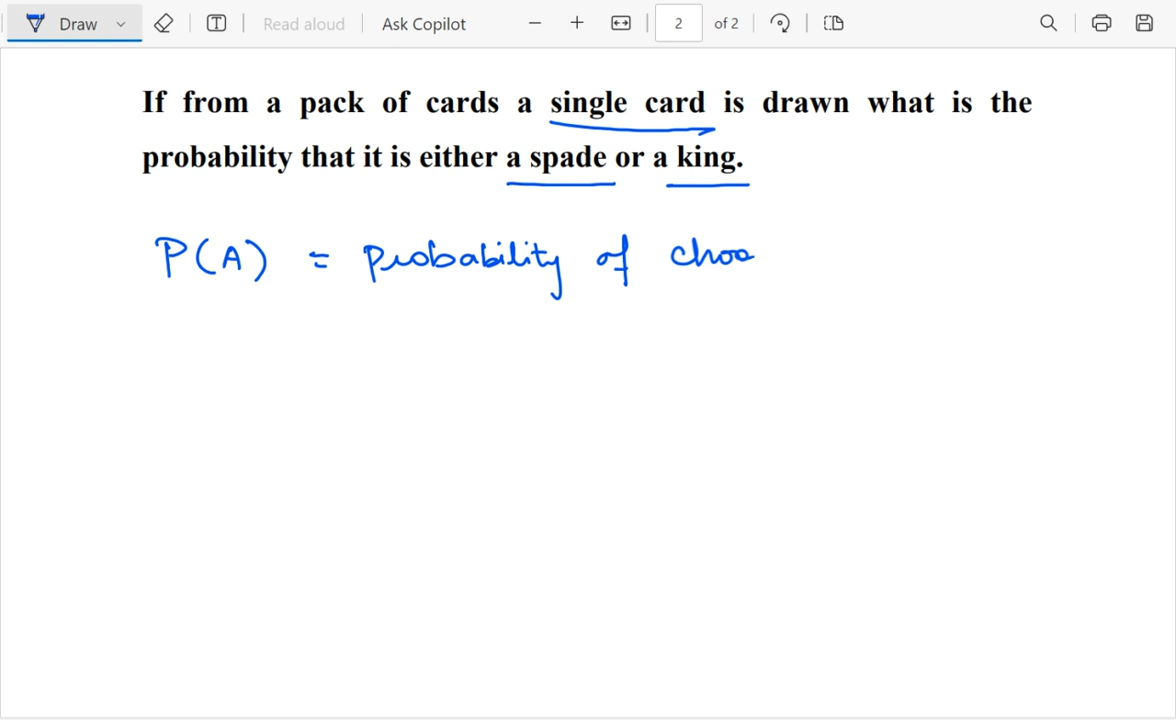 Draw Read aloud Ask Copilot 2 of 2
If from a pack of cards a single card is drawn what is the
probability that it is either a spade or a king.
P(A) = Probability of choo